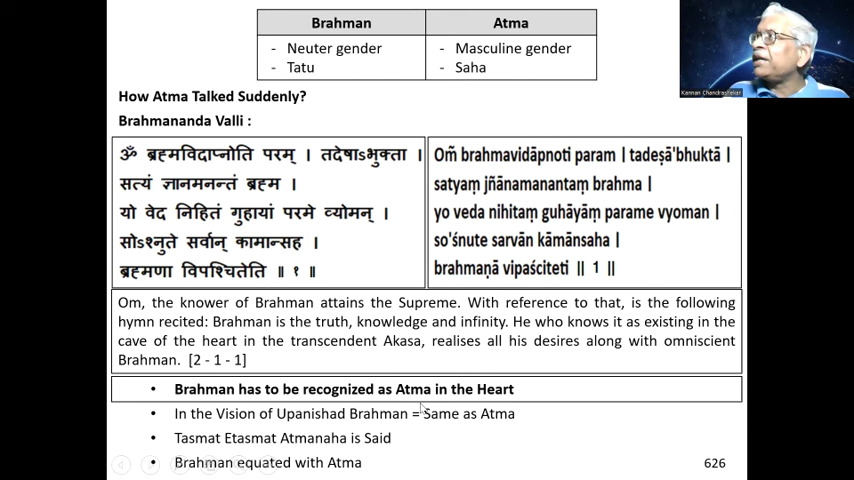 Brahman
Atma
- Neuter gender
- Tatu
- Masculine gender
- Saha
Kannan Chandrasekar
How Atma Talked Suddenly?
Brahmananda Valli :
ॐ ब्रह्मविदाप्नोति परम् । तदेषाऽभुक्ता ।
सत्यं ज्ञानमनन्तं ब्रह्म ।
यो वेद निहितं गुहायां परमे व्योमन् ।
सोऽश्नुते सर्वान् कामान्सह ।
ब्रह्मणा विपश्चितेति ॥ १ ॥
Om̐ brahmavidāpnoti param | tadeṣā'bhuktā |
satyaṃ jñānamanantaṃ brahma |
yo veda nihitaṃ guhāyāṃ parame vyoman |
so'śnute sarvān kāmānsaha |
brahmaṇā vipaściteti || 1 ||
Om, the knower of Brahman attains the Supreme. With reference to that, is the following
hymn recited: Brahman is the truth, knowledge and infinity. He who knows it as existing in the
cave of the heart in the transcendent Akasa, realises all his desires along with omniscient
Brahman. [2 - 1 - 1]
• Brahman has to be recognized as Atma in the Heart
• In the Vision of Upanishad Brahman = Same as Atma
• Tasmat Etasmat Atmanaha is Said
• Brahman equated with Atma
626